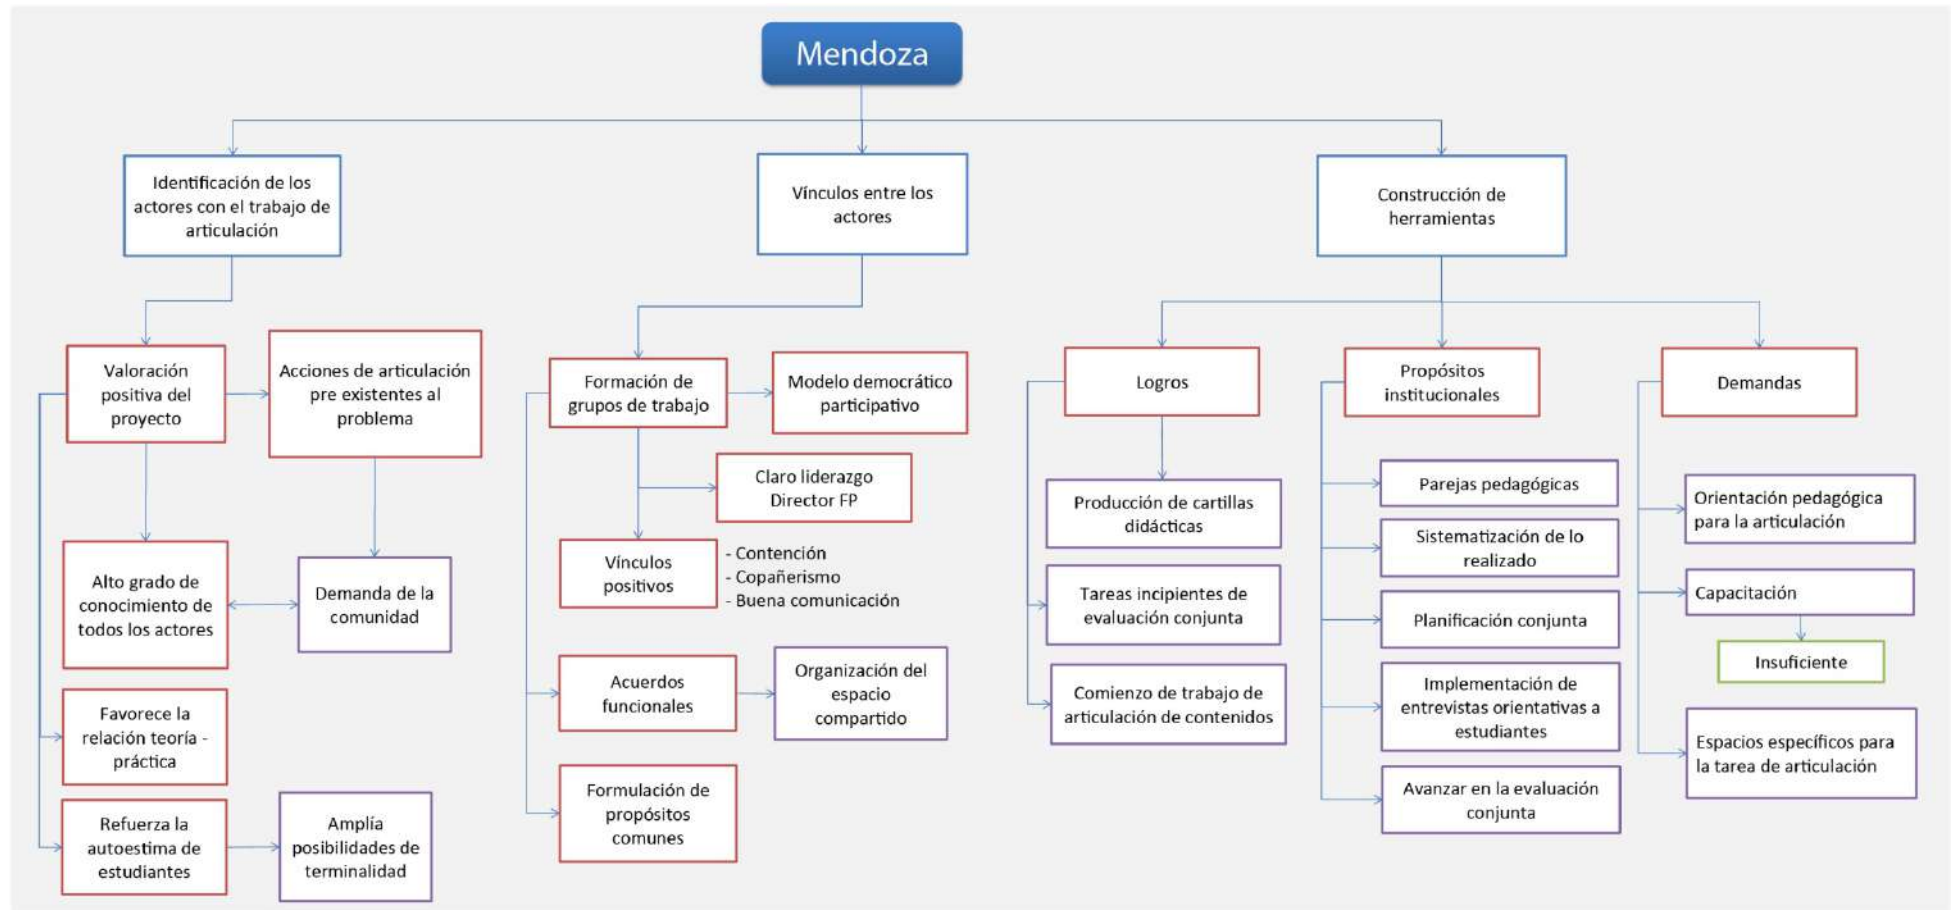 Mendoza
Identificación de los
actores con el trabajo de
articulación
Vínculos entre los
actores
Construcción de
herramientas
Valoración
positiva del
proyecto
Acciones de articulación
pre existentes al
problema
Alto grado de
conocimiento de
todos los actores
Demanda de la
comunidad
Favorece la
relación teoría -
práctica
Refuerza la
autoestima de
estudiantes
Amplía
posibilidades de
terminalidad
Formación de
grupos de trabajo
Modelo democrático
participativo
Claro liderazgo
Director FP
Vínculos
positivos
- Contención
- Copañerismo
- Buena comunicación
Acuerdos
funcionales
Organización del
espacio
compartido
Formulación de
propósitos
comunes
Logros
Producción de cartillas
didácticas
Tareas incipientes de
evaluación conjunta
Comienzo de trabajo de
articulación de contenidos
Propósitos
institucionales
Parejas pedagógicas
Sistematización de lo
realizado
Planificación conjunta
Implementación de
entrevistas orientativas a
estudiantes
Avanzar en la evaluación
conjunta
Demandas
Orientación pedagógica
para la articulación
Capacitación
Insuficiente
Espacios específicos para
la tarea de articulación